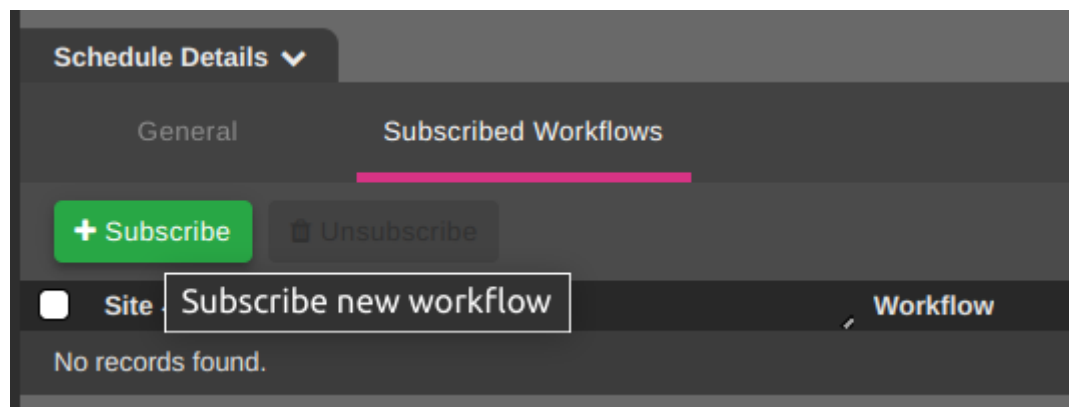 Schedule Details
General Subscribed Workflows
+ Subscribe Unsubscribe
Site Subscribe new workflow Workflow
No records found.